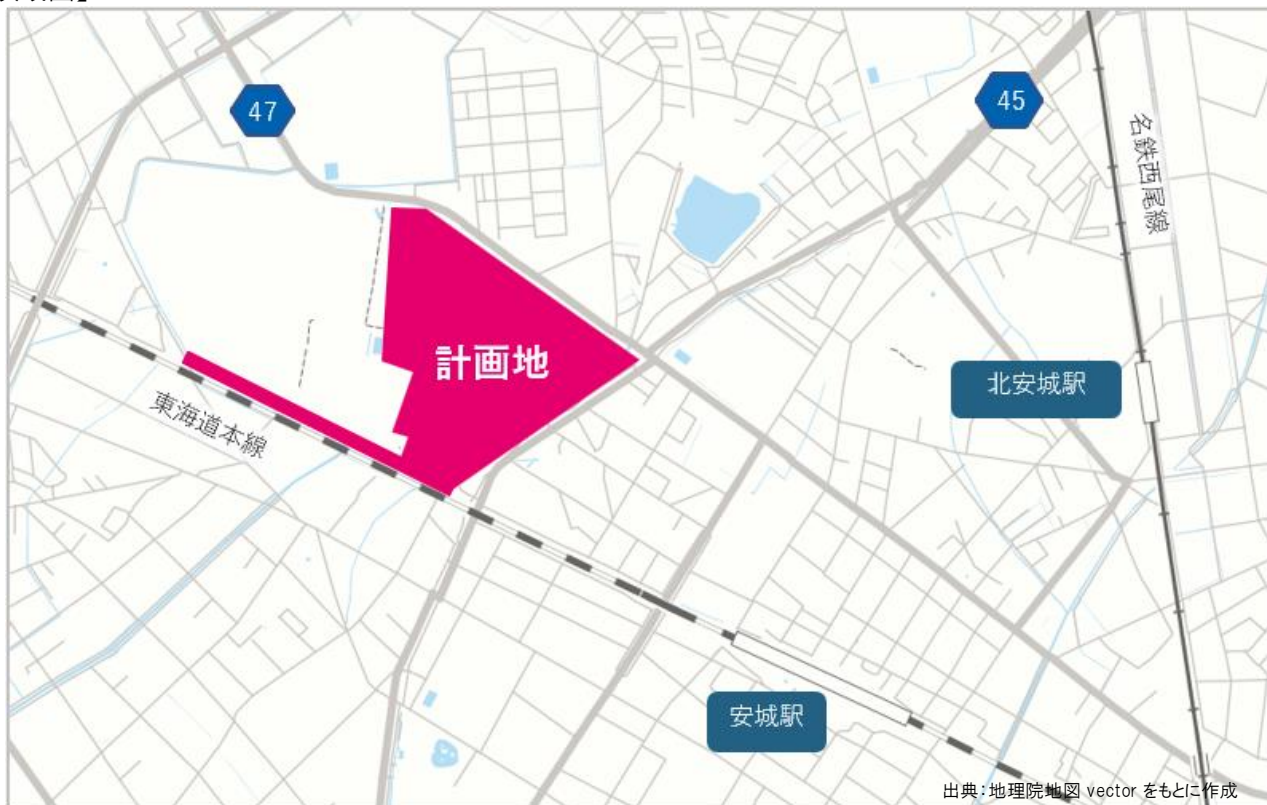 47
45
名鉄西尾線
計画地
北安城駅
東海道本線
安城駅
出典：地理院地図 vector をもとに作成